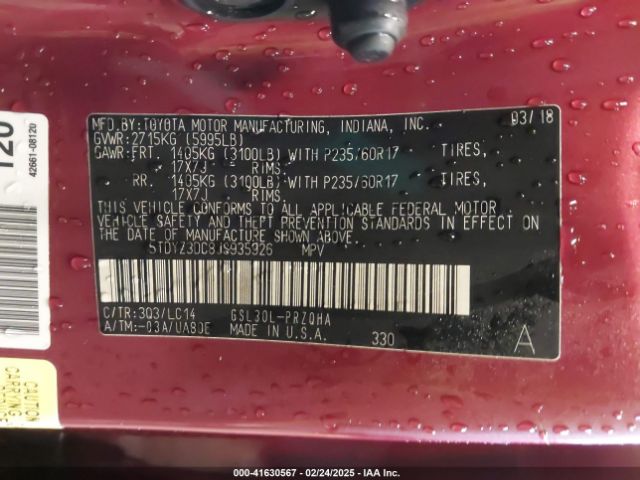 MFD.BY:TOYOTA MOTOR MANUFACTURING, INDIANA, INC. 03/18
GVWR:2715KG (5995LB)
GAWR:FRT. 1405KG (3100LB) WITH P235/60R17 TIRES,
17X7J RIMS
RR. 1405KG (3100LB) WITH P235/60R17 TIRES,
17X7J RIMS
THIS VEHICLE CONFORMS TO ALL APPLICABLE FEDERAL MOTOR
VEHICLE SAFETY AND THEFT PREVENTION STANDARDS IN EFFECT ON
THE DATE OF MANUFACTURE SHOWN ABOVE.
5TDYZ3DC8JS935926 MPV
C/TR:3Q3/LC14 GSL30L-PRZQHA
A/TM:-03A/UA80E MADE IN U.S.A. 330
A
120
42661-08120
CAUTION
000-41630567 - 02/24/2025 - IAA Inc.